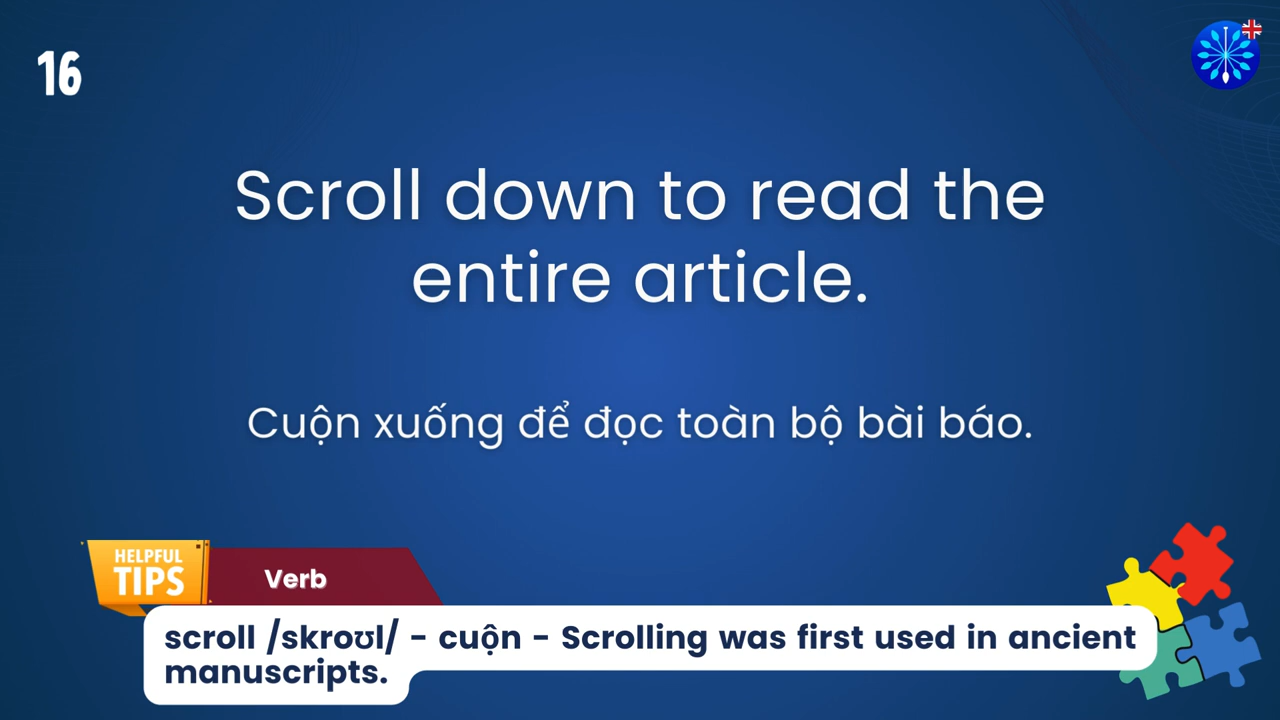 16
Scroll down to read the
entire article.
Cuộn xuống để đọc toàn bộ bài báo.
HELPFUL
TIPS
Verb
scroll /skroʊl/ - cuộn - Scrolling was first used in ancient
manuscripts.